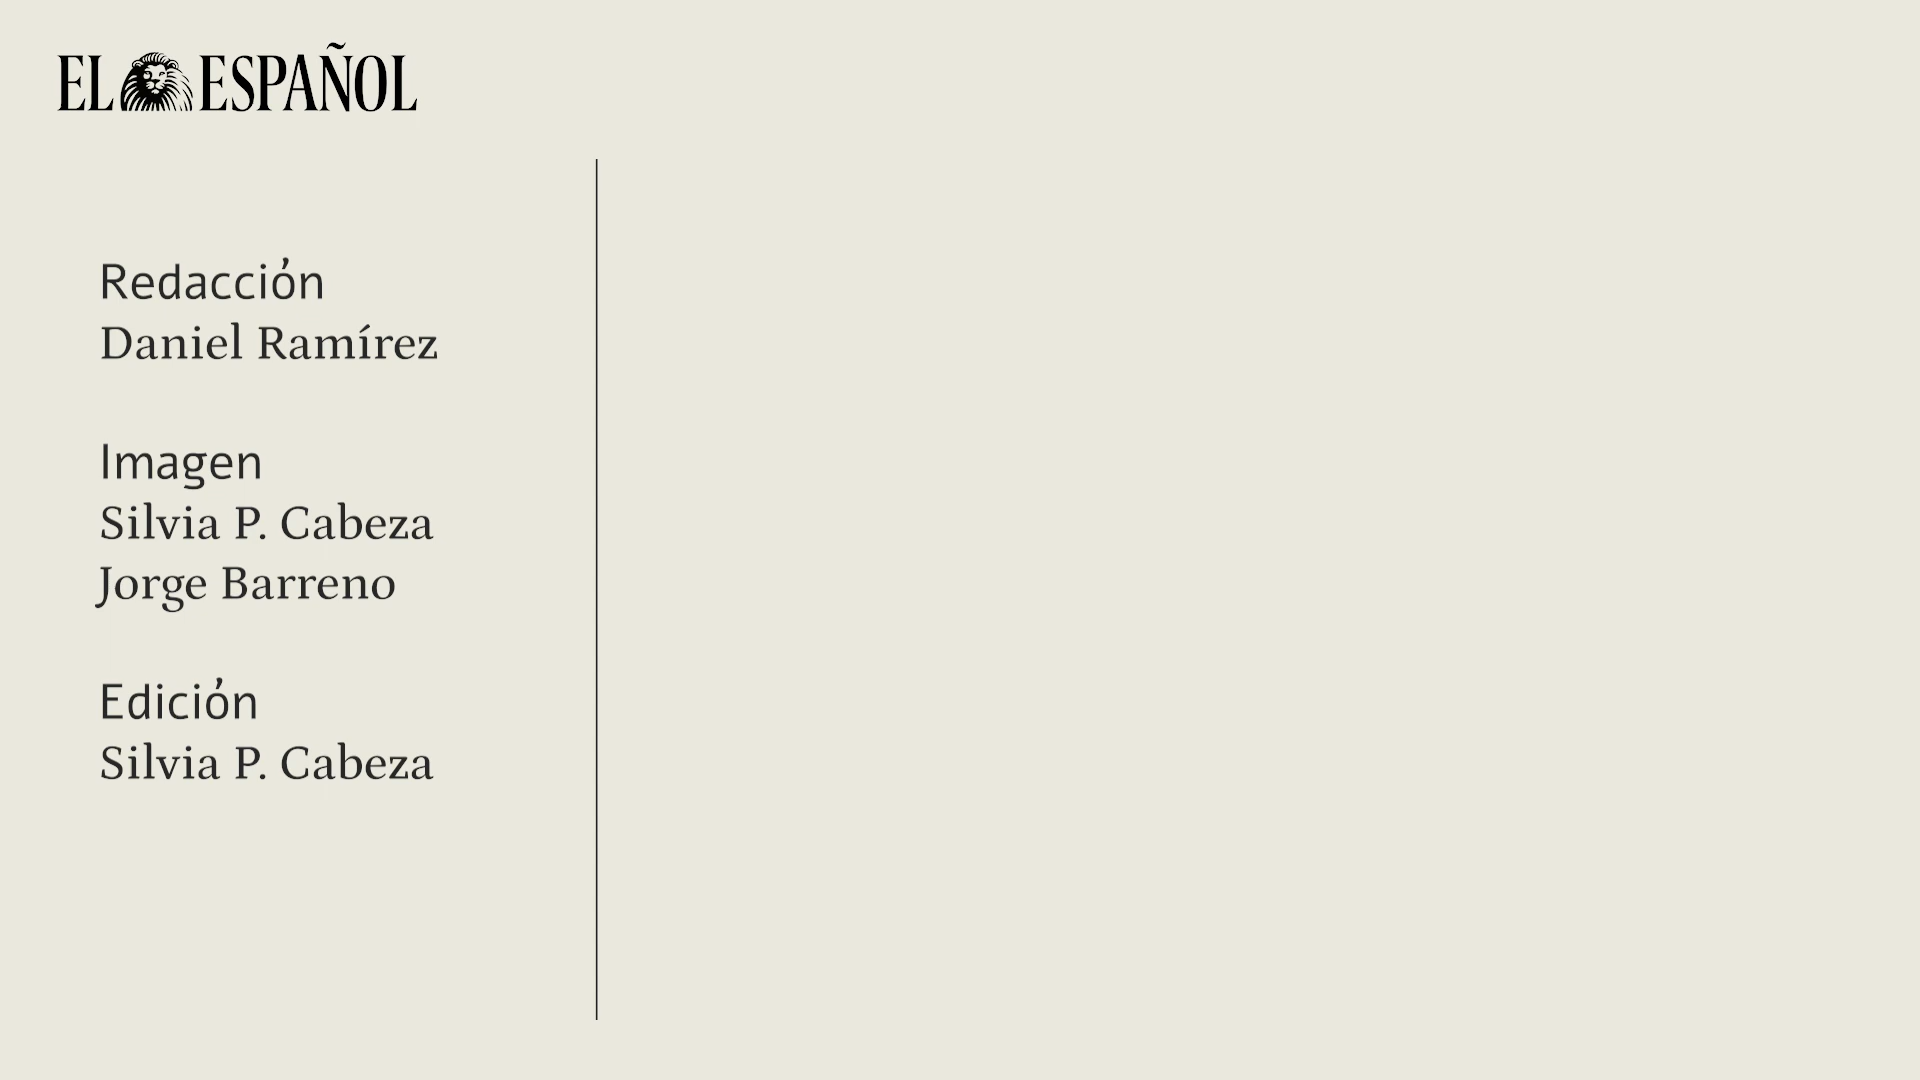 EL ESPAÑOL
Redacción
Daniel Ramírez
Imagen
Silvia P. Cabeza
Jorge Barreno
Edición
Silvia P. Cabeza